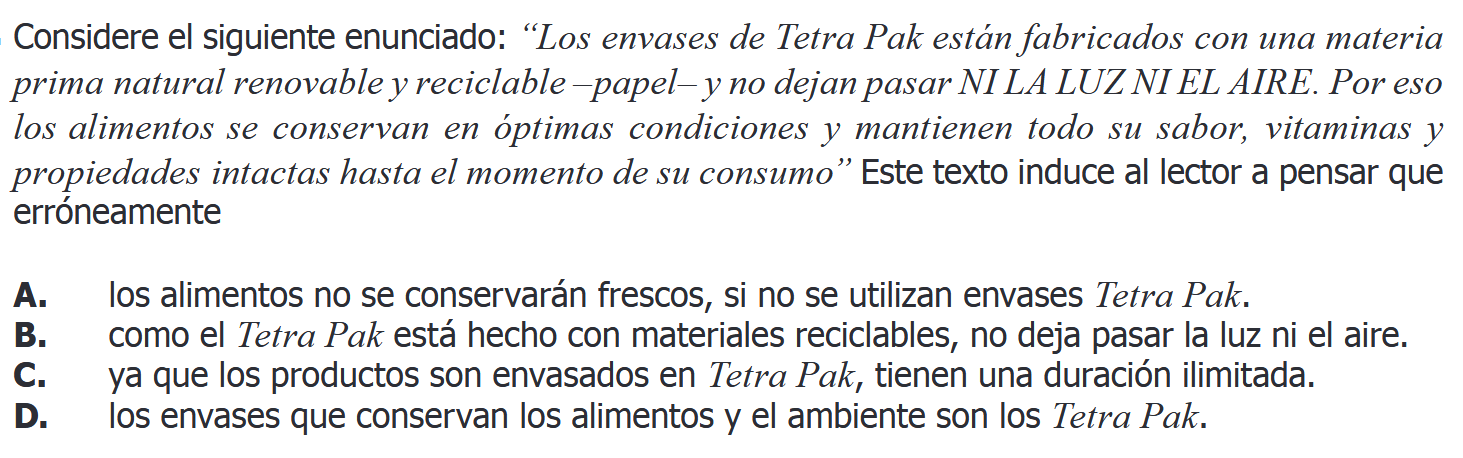 Considere el siguiente enunciado: “Los envases de Tetra Pak están fabricados con una materia
prima natural renovable y reciclable –papel– y no dejan pasar NI LA LUZ NI EL AIRE. Por eso
los alimentos se conservan en óptimas condiciones y mantienen todo su sabor, vitaminas y
propiedades intactas hasta el momento de su consumo” Este texto induce al lector a pensar que
erróneamente
A. los alimentos no se conservarán frescos, si no se utilizan envases Tetra Pak.
B. como el Tetra Pak está hecho con materiales reciclables, no deja pasar la luz ni el aire.
C. ya que los productos son envasados en Tetra Pak, tienen una duración ilimitada.
D. los envases que conservan los alimentos y el ambiente son los Tetra Pak.